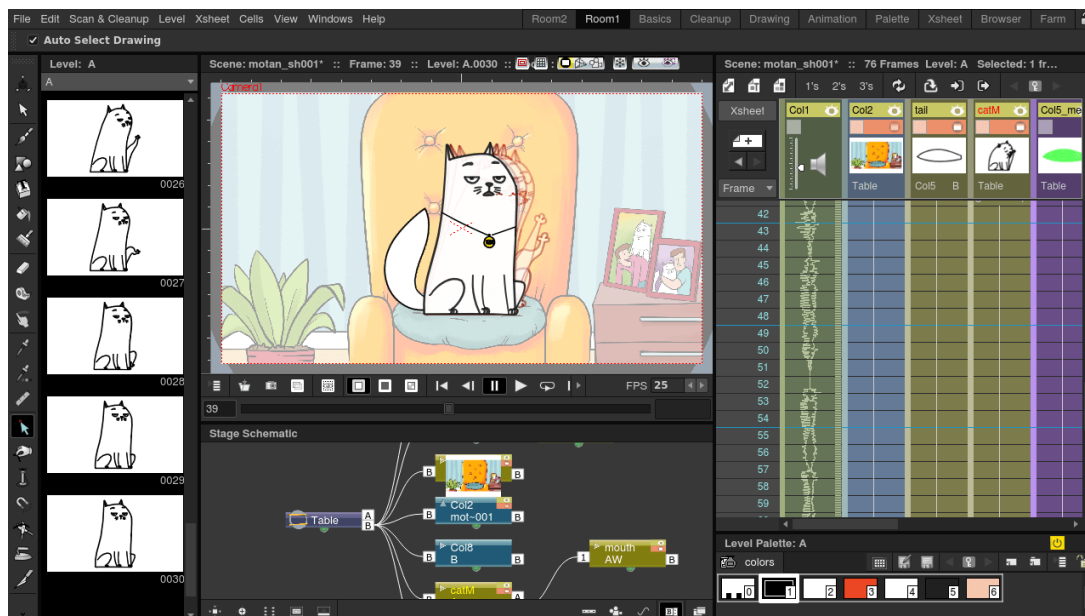 File Edit Scan & Cleanup Level Xsheet Cells View Windows Help
Room2 Room1 Basics Cleanup Drawing Animation Palette Xsheet Browser Farm
Auto Select Drawing
Level: A
A
0026
0027
0028
0029
0030
Scene: motan_sh001* :: Frame: 39 :: Level: A.0030 ::
Camera1
FPS 25
39
Stage Schematic
B
B
Table
A
B
B
Col2
mot~001
B
B
Col8
B
B
1
mouth
AW
B
catM
Scene: motan_sh001* :: 76 Frames Level: A Selected: 1 fr...
1's 2's 3's
Xsheet
Frame
Col1
Col2
Table
tail
Col5 B
catM
Table
Col5_me
Table
42
43
44
45
46
47
48
49
50
51
52
53
54
55
56
57
58
59
Level Palette: A
colors
0
1
2
3
4
5
6